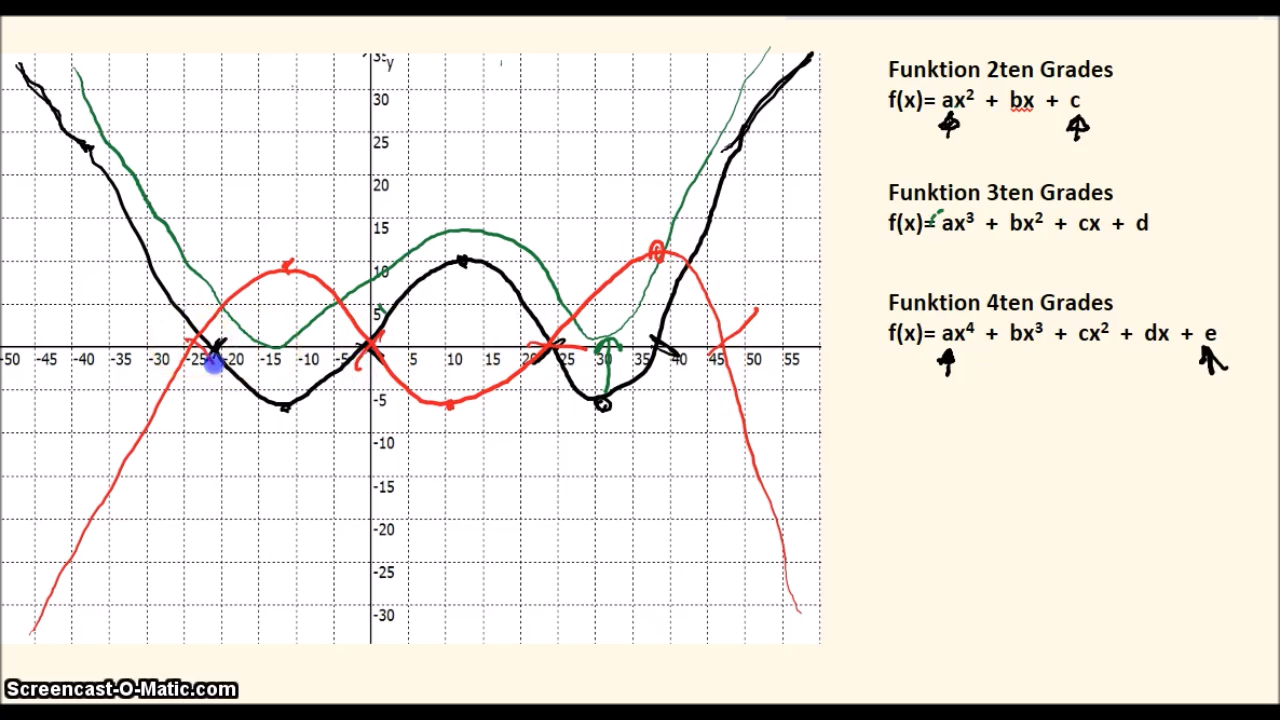 35
y
30
25
20
15
10
5
-50 -45 -40 -35 -30 -25 -20 -15 -10 -5 5 10 15 20 25 30 35 40 45 50 55
-5
-10
-15
-20
-25
-30
Funktion 2ten Grades
f(x)= ax² + bx + c
Funktion 3ten Grades
f(x)= ax³ + bx² + cx + d
Funktion 4ten Grades
f(x)= ax⁴ + bx³ + cx² + dx + e
Screencast-O-Matic.com